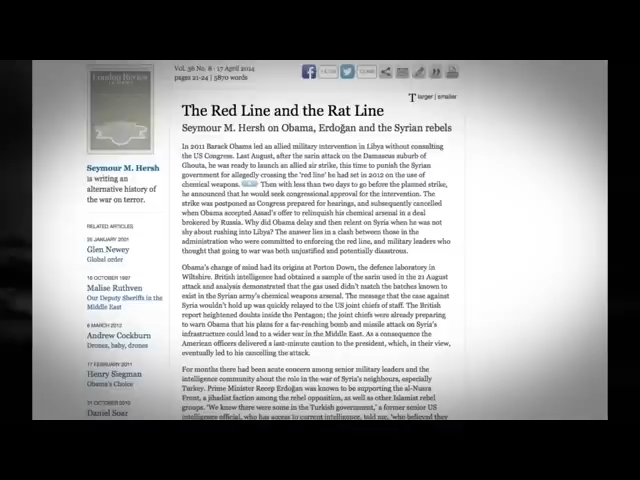 London Review
Vol. 36 No. 8 · 17 April 2014
pages 21-24 | 5870 words
T larger | smaller
The Red Line and the Rat Line
Seymour M. Hersh on Obama, Erdoğan and the Syrian rebels
Seymour M. Hersh
is writing an
alternative history of
the war on terror.
RELATED ARTICLES
Glen Newey
Global order
Malise Ruthven
Our Deputy Sheriffs in the
Middle East
6 MARCH 2012
Andrew Cockburn
Drones, baby, drones
17 FEBRUARY 2011
Henry Siegman
Obama's Choice
Daniel Soar
In 2011 Barack Obama led an allied military intervention in Libya without consulting
the US Congress. Last August, after the sarin attack on the Damascus suburb of
Ghouta, he was ready to launch an allied air strike, this time to punish the Syrian
government for allegedly crossing the 'red line' he had set in 2012 on the use of
chemical weapons. Then with less than two days to go before the planned strike,
he announced that he would seek congressional approval for the intervention. The
strike was postponed as Congress prepared for hearings, and subsequently cancelled
when Obama accepted Assad's offer to relinquish his chemical arsenal in a deal
brokered by Russia. Why did Obama delay and then relent on Syria when he was not
shy about rushing into Libya? The answer lies in a clash between those in the
administration who were committed to enforcing the red line, and military leaders who
thought that going to war was both unjustified and potentially disastrous.
Obama's change of mind had its origins at Porton Down, the defence laboratory in
Wiltshire. British intelligence had obtained a sample of the sarin used in the 21 August
attack and analysis demonstrated that the gas used didn't match the batches known to
exist in the Syrian army's chemical weapons arsenal. The message that the case against
Syria wouldn't hold up was quickly relayed to the US joint chiefs of staff. The British
report heightened doubts inside the Pentagon; the joint chiefs were already preparing
to warn Obama that his plans for a far-reaching bomb and missile attack on Syria's
infrastructure could lead to a wider war in the Middle East. As a consequence the
American officers delivered a last-minute caution to the president, which, in their view,
eventually led to his cancelling the attack.
For months there had been acute concern among senior military leaders and the
intelligence community about the role in the war of Syria's neighbours, especially
Turkey. Prime Minister Recep Erdoğan was known to be supporting the al-Nusra
Front, a jihadist faction among the rebel opposition, as well as other Islamist rebel
groups. 'We knew there were some in the Turkish government,' a former senior US
intelligence official, who has access to current intelligence, told me, 'who believed they